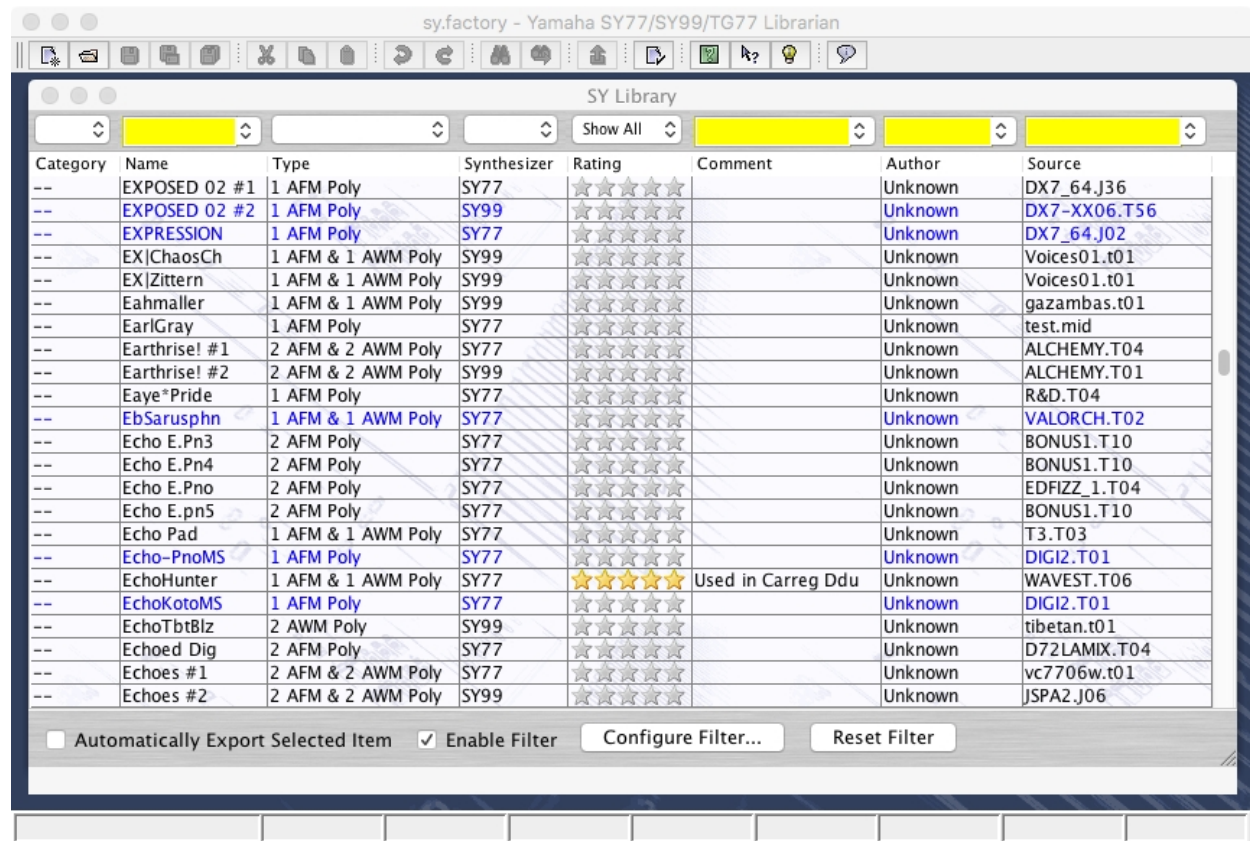 sy.factory - Yamaha SY77/SY99/TG77 Librarian
SY Library
Show All
Category Name Type Synthesizer Rating Comment Author Source
-- EXPOSED 02 #1 1 AFM Poly SY77 Unknown DX7_64.J36
-- EXPOSED 02 #2 1 AFM Poly SY99 Unknown DX7-XX06.T56
-- EXPRESSION 1 AFM Poly SY77 Unknown DX7_64.J02
-- EX|ChaosCh 1 AFM & 1 AWM Poly SY99 Unknown Voices01.t01
-- EX|Zittern 1 AFM & 1 AWM Poly SY99 Unknown Voices01.t01
-- Eahmaller 1 AFM & 1 AWM Poly SY99 Unknown gazambas.t01
-- EarlGray 1 AFM Poly SY77 Unknown test.mid
-- Earthrise! #1 2 AFM & 2 AWM Poly SY77 Unknown ALCHEMY.T04
-- Earthrise! #2 2 AFM & 2 AWM Poly SY99 Unknown ALCHEMY.T01
-- Eaye*Pride 1 AFM Poly SY77 Unknown R&D.T04
-- EbSarusphn 1 AFM & 1 AWM Poly SY77 Unknown VALORCH.T02
-- Echo E.Pn3 2 AFM Poly SY77 Unknown BONUS1.T10
-- Echo E.Pn4 2 AFM Poly SY77 Unknown BONUS1.T10
-- Echo E.Pno 2 AFM Poly SY77 Unknown EDFIZZ_1.T04
-- Echo E.pn5 2 AFM Poly SY77 Unknown BONUS1.T10
-- Echo Pad 1 AFM & 1 AWM Poly SY77 Unknown T3.T03
-- Echo-PnoMS 1 AFM Poly SY77 Unknown DIGI2.T01
-- EchoHunter 1 AFM & 1 AWM Poly SY77 Used in Carreg Ddu Unknown WAVEST.T06
-- EchoKotoMS 1 AFM Poly SY77 Unknown DIGI2.T01
-- EchoTbtBlz 2 AWM Poly SY99 Unknown tibetan.t01
-- Echoed Dig 2 AFM Poly SY77 Unknown D72LAMIX.T04
-- Echoes #1 2 AFM & 2 AWM Poly SY77 Unknown vc7706w.t01
-- Echoes #2 2 AFM & 2 AWM Poly SY99 Unknown JSPA2.J06
Automatically Export Selected Item Enable Filter Configure Filter... Reset Filter